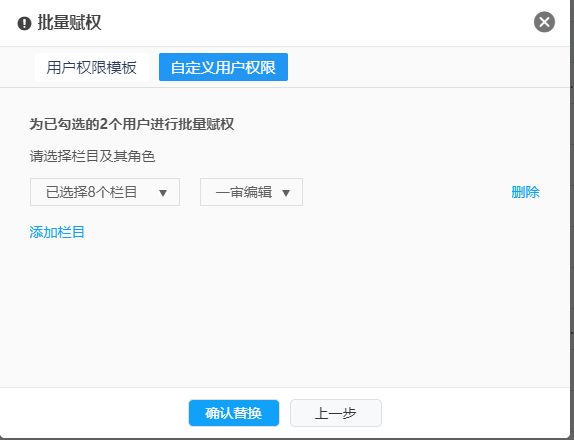 批量赋权
用户权限模板 自定义用户权限
为已勾选的2个用户进行批量赋权
请选择栏目及其角色
已选择8个栏目 一审编辑 删除
添加栏目
确认替换 上一步